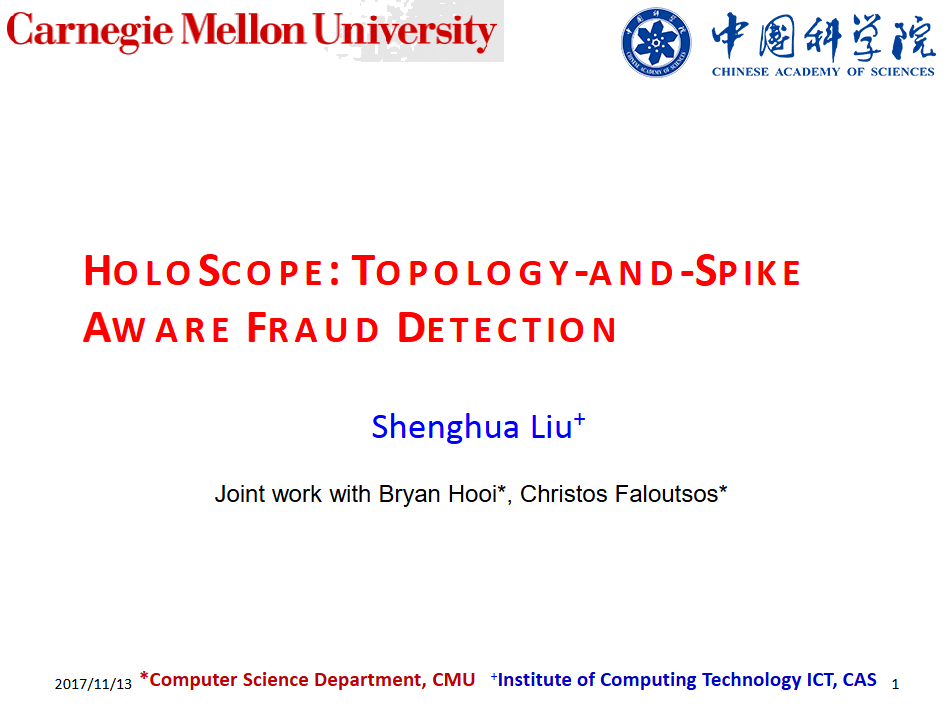 Carnegie Mellon University
中国科学院
CHINESE ACADEMY OF SCIENCES
HOLOSCOPE: TOPOLOGY-AND-SPIKE
AWARE FRAUD DETECTION
Shenghua Liu+
Joint work with Bryan Hooi*, Christos Faloutsos*
2017/11/13 *Computer Science Department, CMU +Institute of Computing Technology ICT, CAS 1